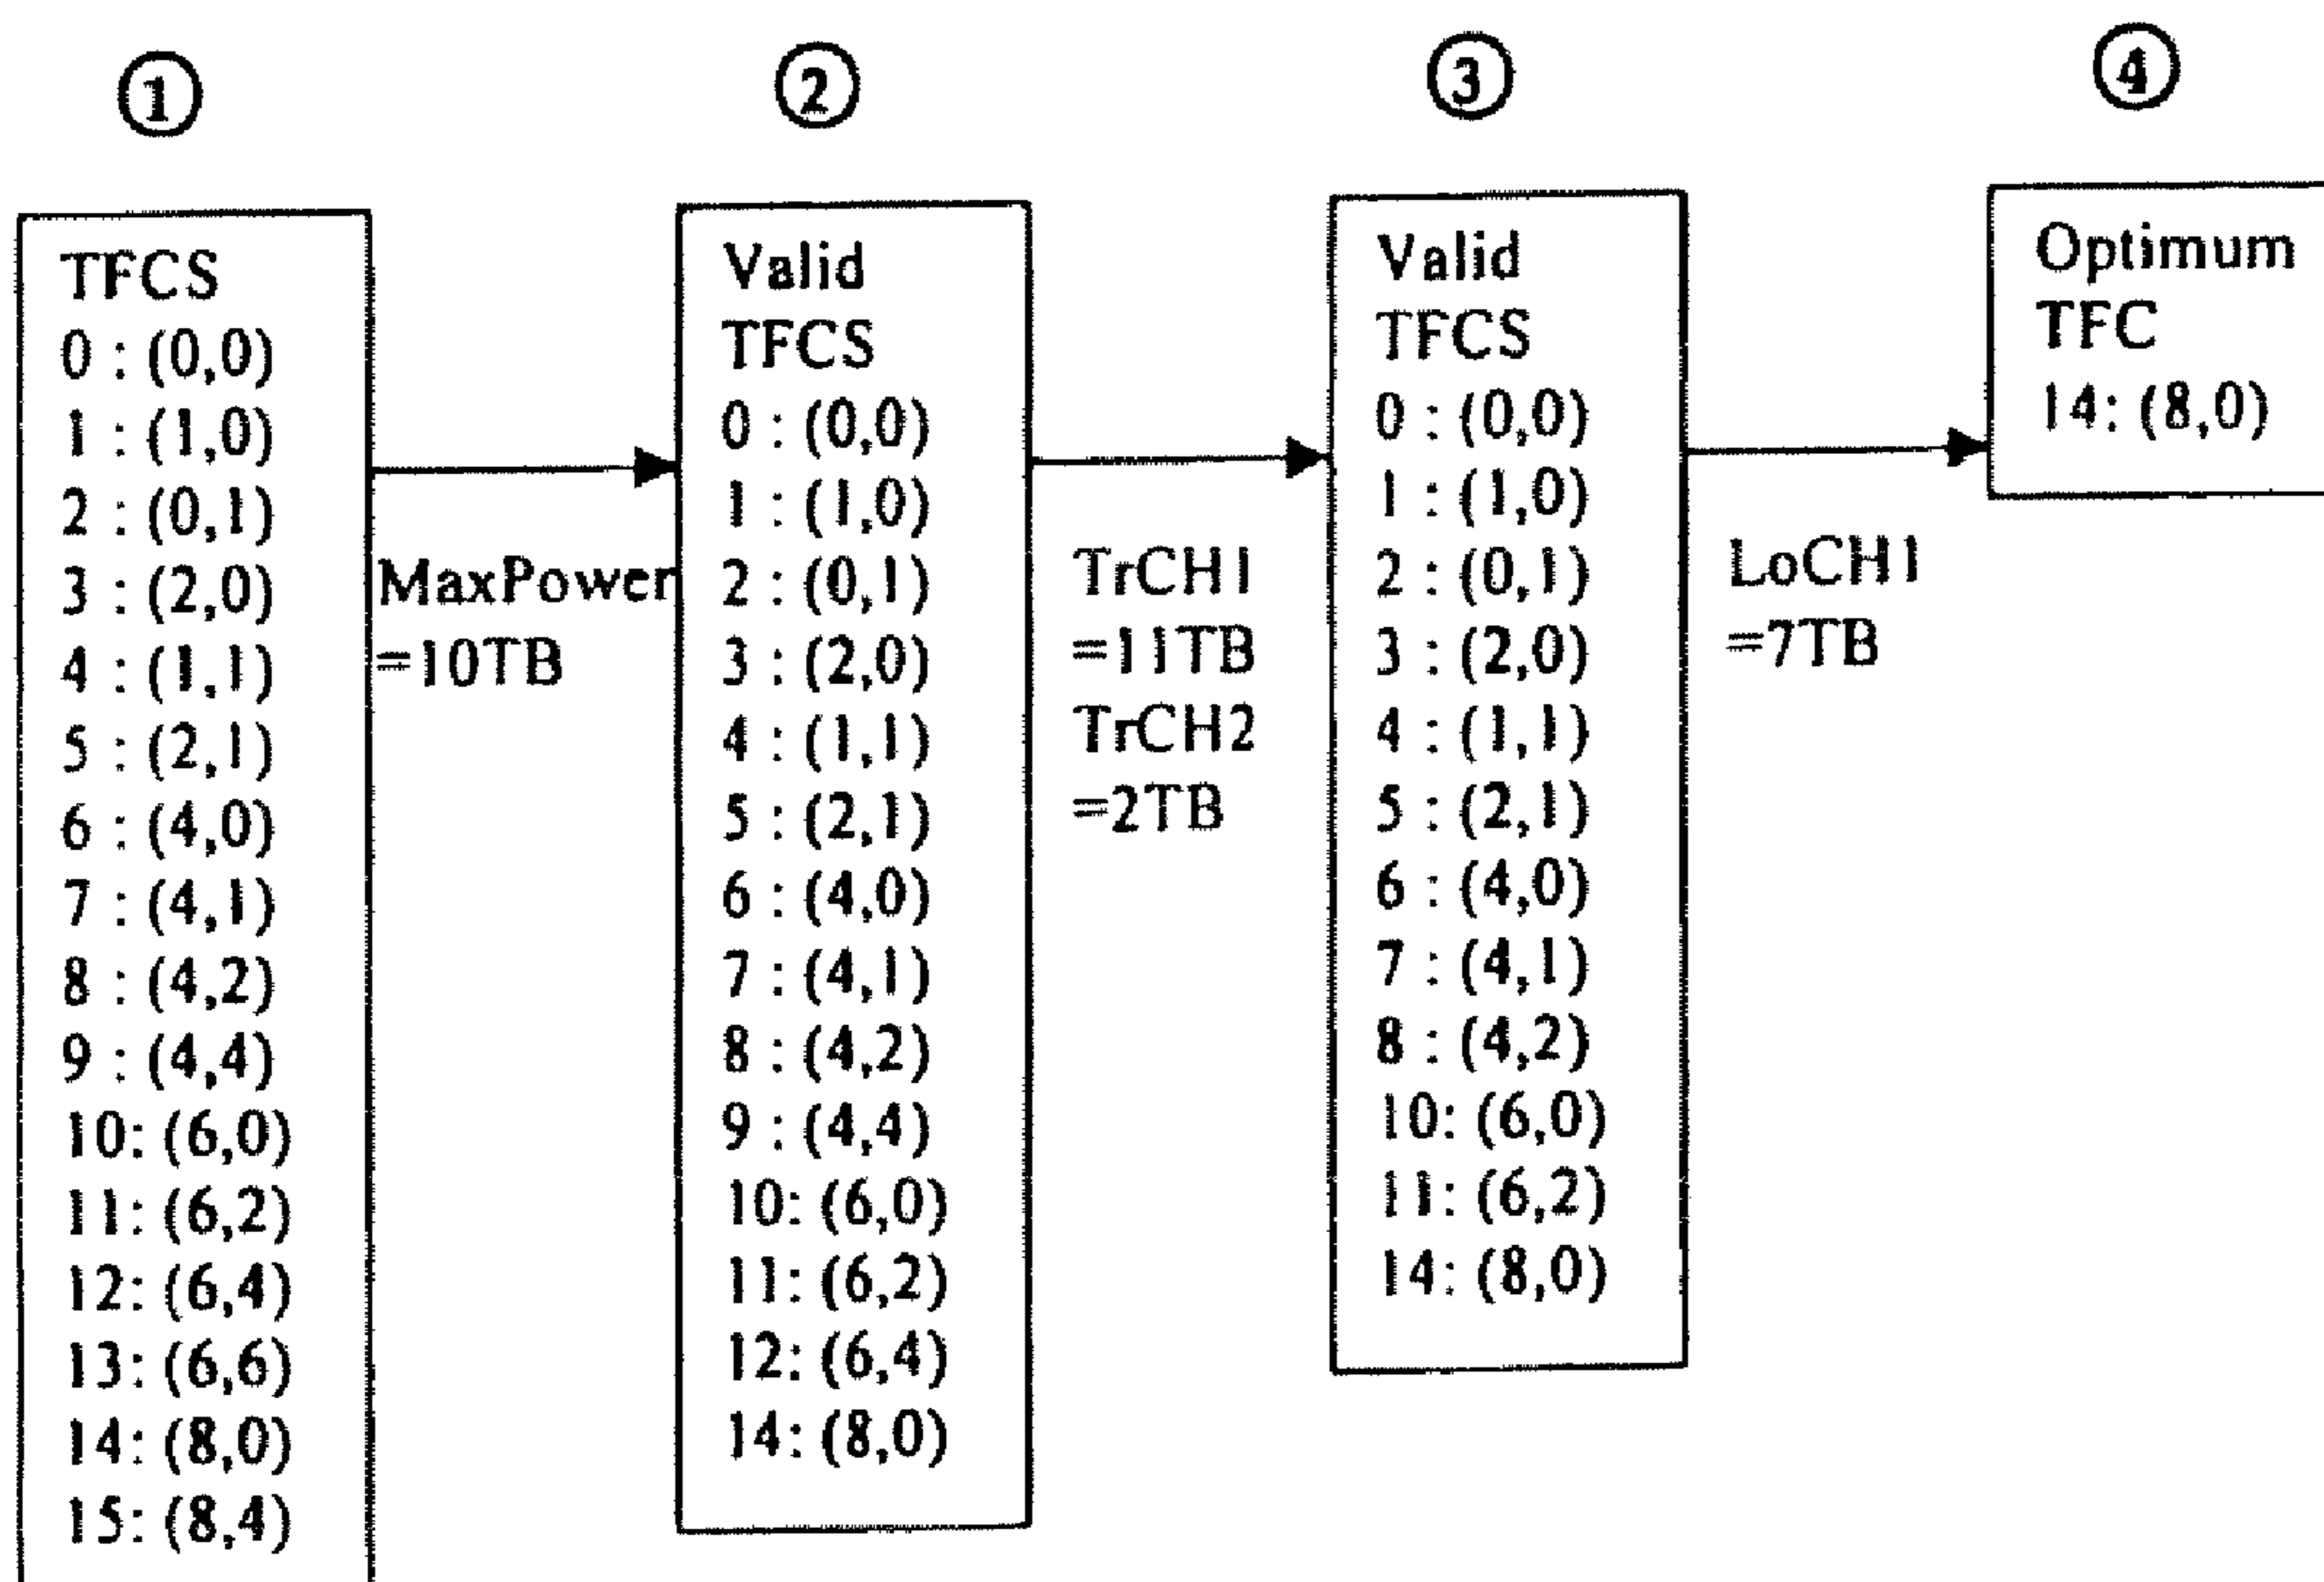 ①
②
③
④
TFCS
0 : (0,0)
1 : (1,0)
2 : (0,1)
3 : (2,0)
4 : (1,1)
5 : (2,1)
6 : (4,0)
7 : (4,1)
8 : (4,2)
9 : (4,4)
10: (6,0)
11: (6,2)
12: (6,4)
13: (6,6)
14: (8,0)
15: (8,4)
MaxPower
=10TB
Valid
TFCS
0 : (0,0)
1 : (1,0)
2 : (0,1)
3 : (2,0)
4 : (1,1)
5 : (2,1)
6 : (4,0)
7 : (4,1)
8 : (4,2)
9 : (4,4)
10: (6,0)
11: (6,2)
12: (6,4)
14: (8,0)
TrCH1
=11TB
TrCH2
=2TB
Valid
TFCS
0 : (0,0)
1 : (1,0)
2 : (0,1)
3 : (2,0)
4 : (1,1)
5 : (2,1)
6 : (4,0)
7 : (4,1)
8 : (4,2)
10: (6,0)
11: (6,2)
14: (8,0)
LoCH1
=7TB
Optimum
TFC
14: (8,0)